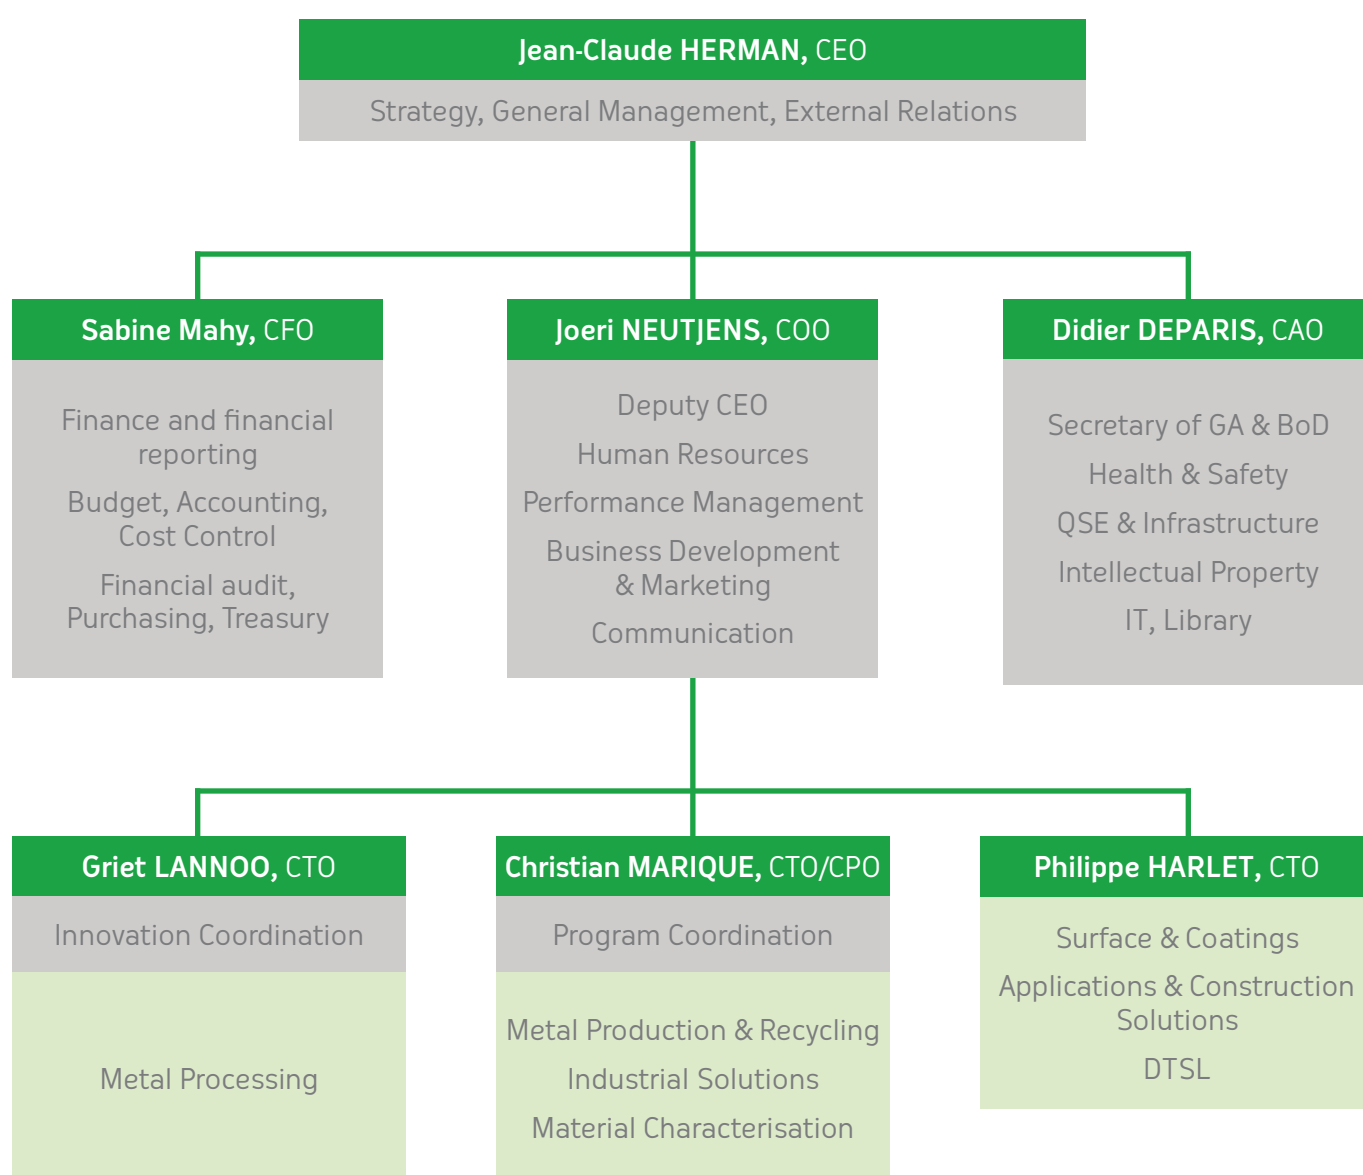 Jean-Claude HERMAN, CEO
Strategy, General Management, External Relations
Sabine Mahy, CFO
Finance and financial
reporting
Budget, Accounting,
Cost Control
Financial audit,
Purchasing, Treasury
Joeri NEUTJENS, COO
Deputy CEO
Human Resources
Performance Management
Business Development
& Marketing
Communication
Didier DEPARIS, CAO
Secretary of GA & BoD
Health & Safety
QSE & Infrastructure
Intellectual Property
IT, Library
Griet LANNOO, CTO
Innovation Coordination
Metal Processing
Christian MARIQUE, CTO/CPO
Program Coordination
Metal Production & Recycling
Industrial Solutions
Material Characterisation
Philippe HARLET, CTO
Surface & Coatings
Applications & Construction
Solutions
DTSL